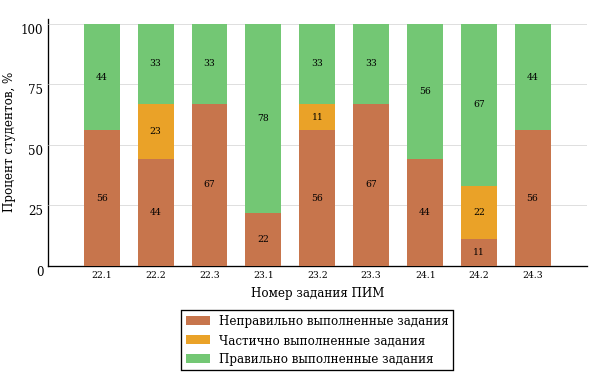 Процент студентов, %
100
75
50
25
0
44 33 33 78 33 33 56 67 44
23 11 22
56 44 67 22 56 67 44 11 56
22.1 22.2 22.3 23.1 23.2 23.3 24.1 24.2 24.3
Номер задания ПИМ
Неправильно выполненные задания
Частично выполненные задания
Правильно выполненные задания